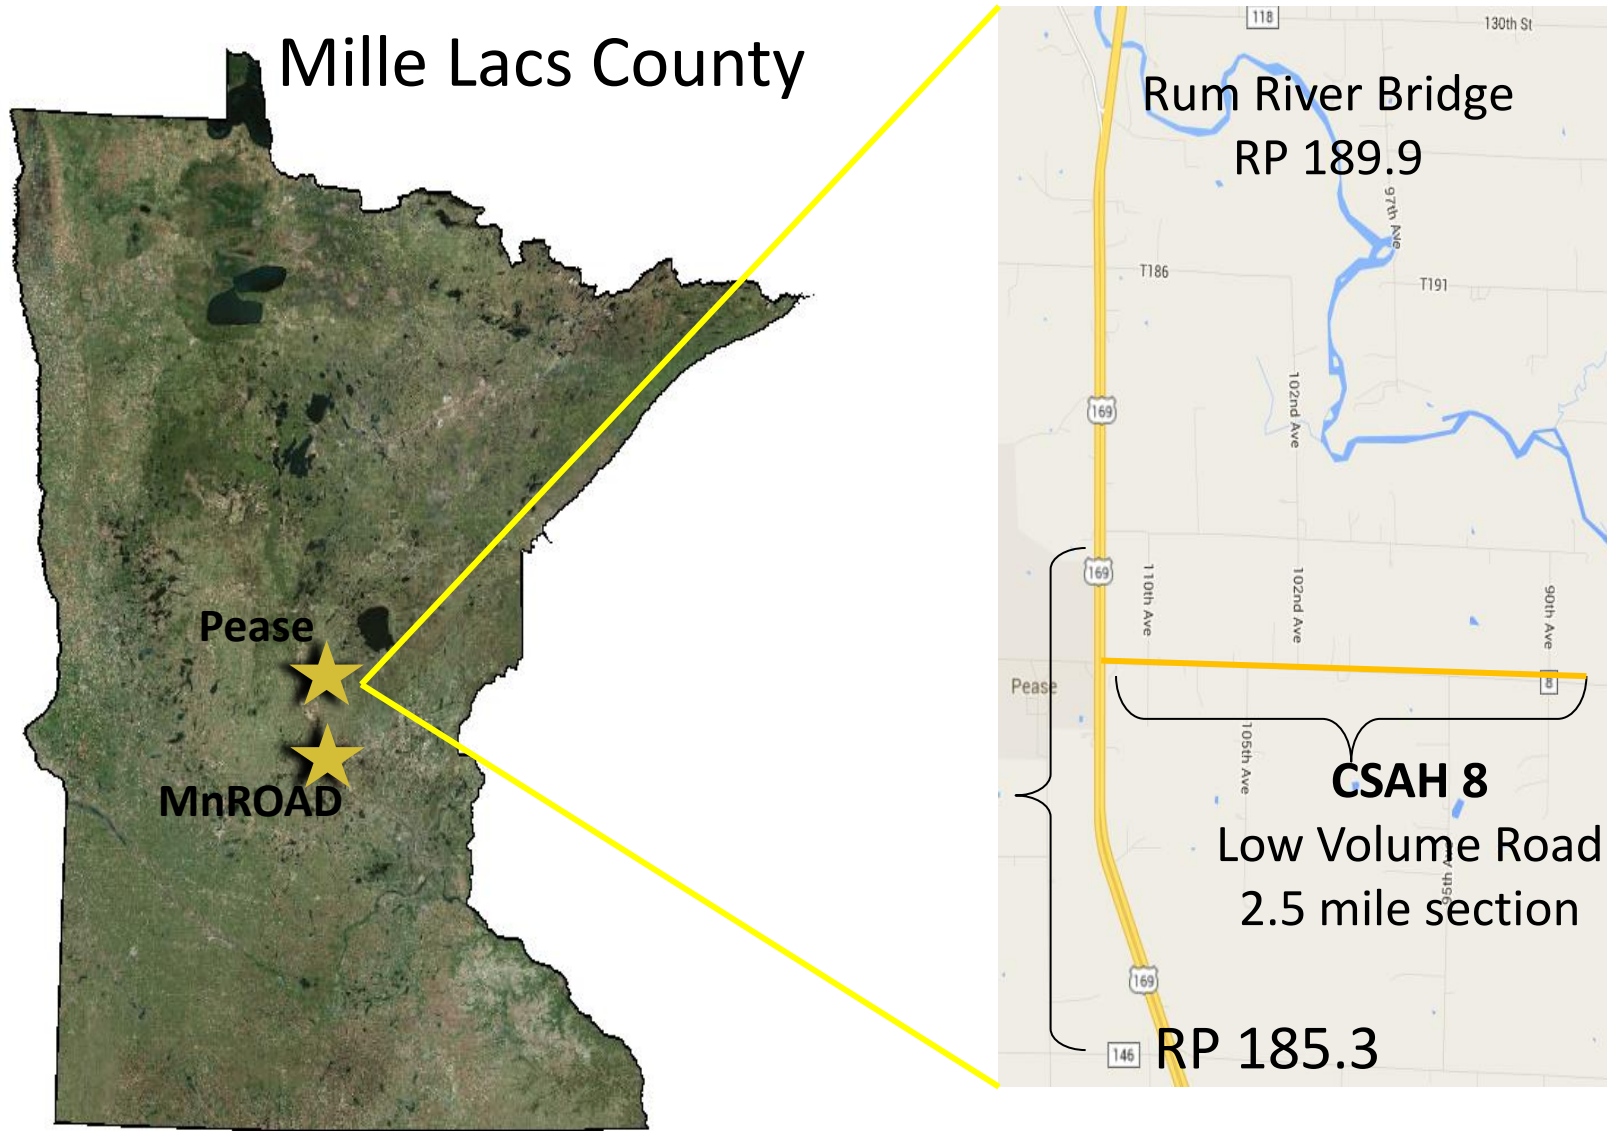 Mille Lacs County
Pease
MnROAD
118
130th St
Rum River Bridge
RP 189.9
97th Ave
T186
T191
102nd Ave
169
169
110th Ave
102nd Ave
90th Ave
Pease
8
105th Ave
CSAH 8
Low Volume Road
95th Ave
2.5 mile section
169
146
RP 185.3